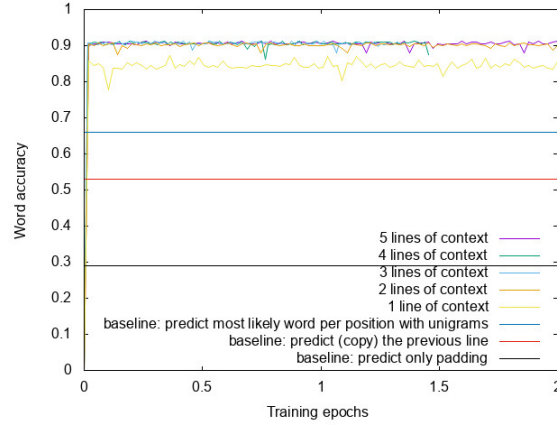 1
0.9
0.8
0.7
0.6
0.5
0.4
0.3
0.2
0.1
0
Word accuracy
5 lines of context
4 lines of context
3 lines of context
2 lines of context
1 line of context
baseline: predict most likely word per position with unigrams
baseline: predict (copy) the previous line
baseline: predict only padding
0 0.5 1 1.5 2
Training epochs